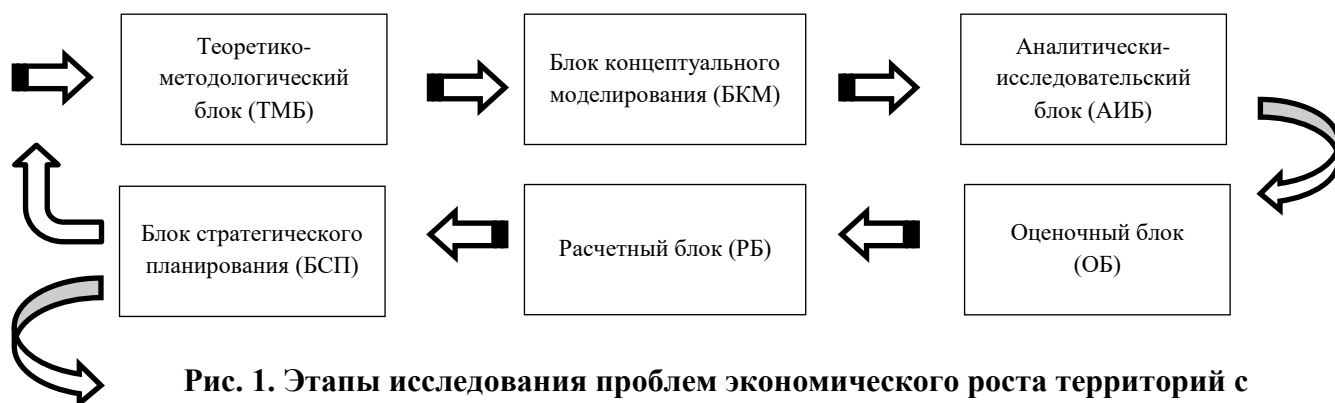 Теоретико-
методологический
блок (ТМБ)
Блок концептуального
моделирования (БКМ)
Аналитически-
исследовательский
блок (АИБ)
Блок стратегического
планирования (БСП)
Расчетный блок (РБ)
Оценочный блок
(ОБ)
Рис. 1. Этапы исследования проблем экономического роста территорий с